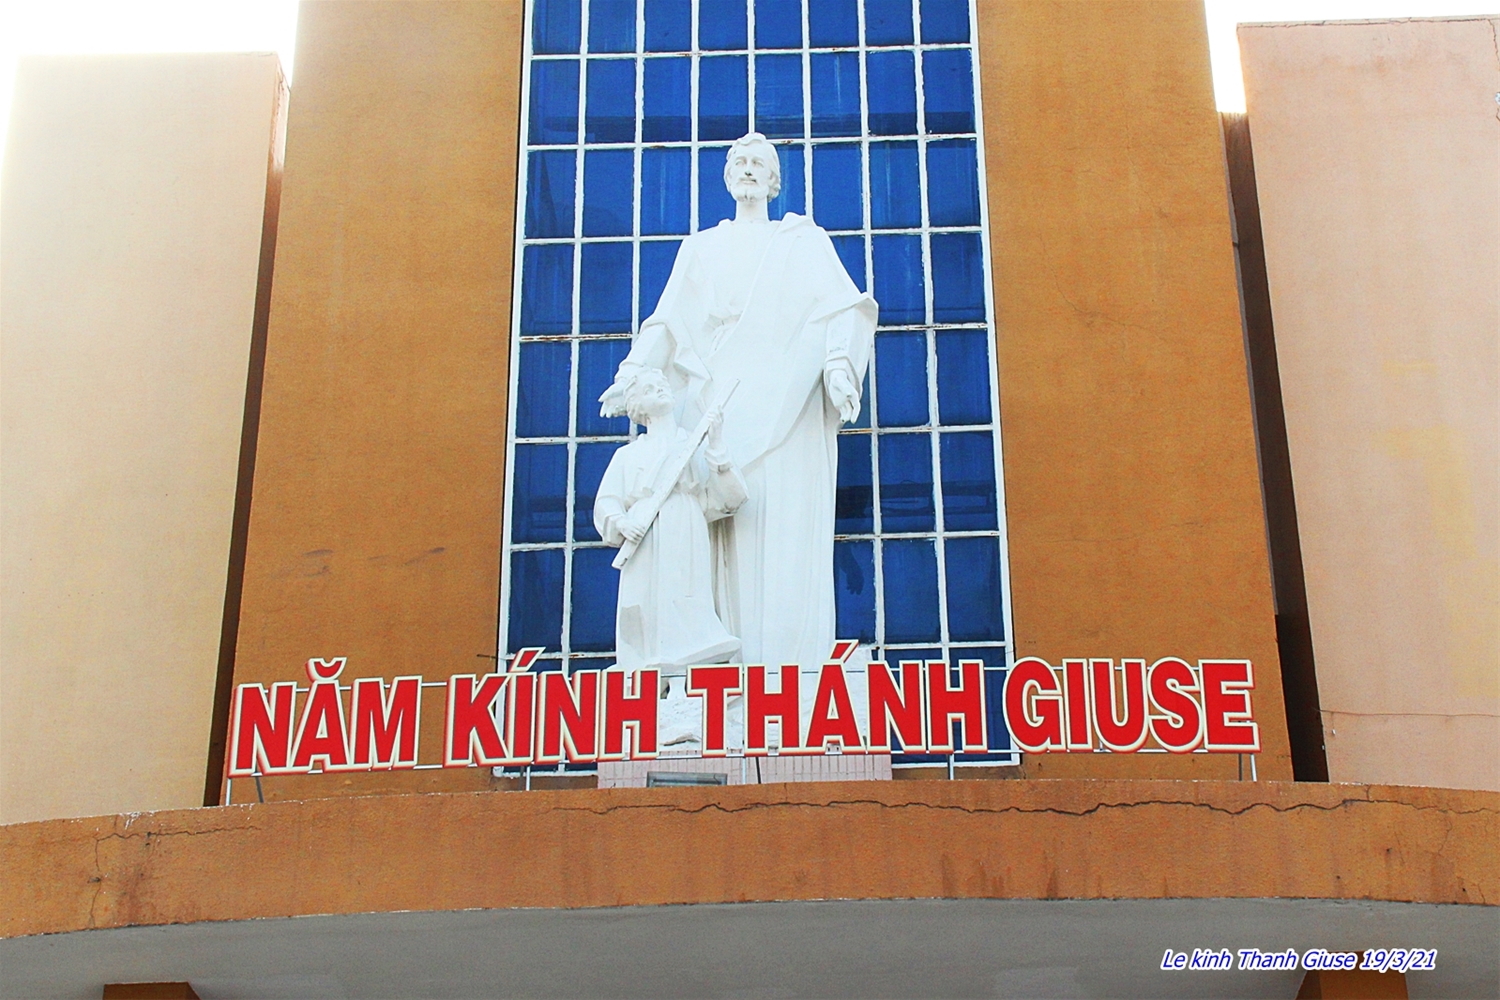 NĂM KÍNH THÁNH GIUSE
Le kinh Thanh Giuse 19/3/21